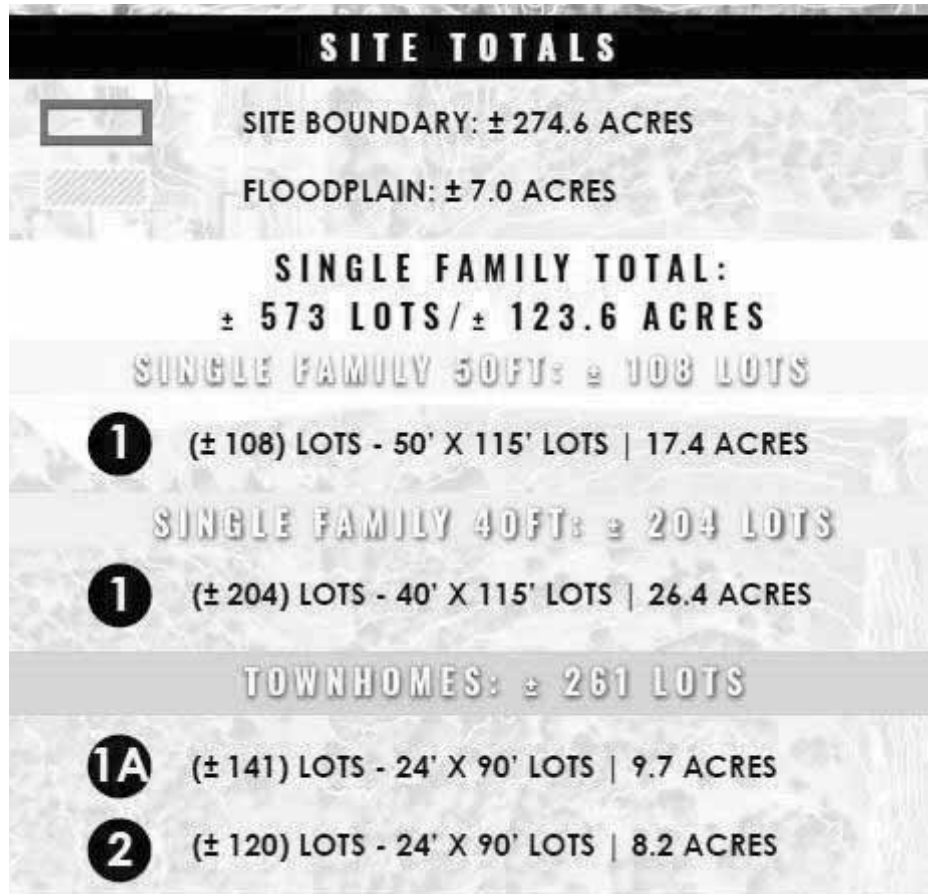 SITE TOTALS
SITE BOUNDARY: ± 274.6 ACRES
FLOODPLAIN: ± 7.0 ACRES
SINGLE FAMILY TOTAL:
± 573 LOTS/± 123.6 ACRES
SINGLE FAMILY 50FT: ± 108 LOTS
1 (± 108) LOTS - 50' X 115' LOTS | 17.4 ACRES
SINGLE FAMILY 40FT: ± 204 LOTS
1 (± 204) LOTS - 40' X 115' LOTS | 26.4 ACRES
TOWNHOMES: ± 261 LOTS
1A (± 141) LOTS - 24' X 90' LOTS | 9.7 ACRES
2 (± 120) LOTS - 24' X 90' LOTS | 8.2 ACRES